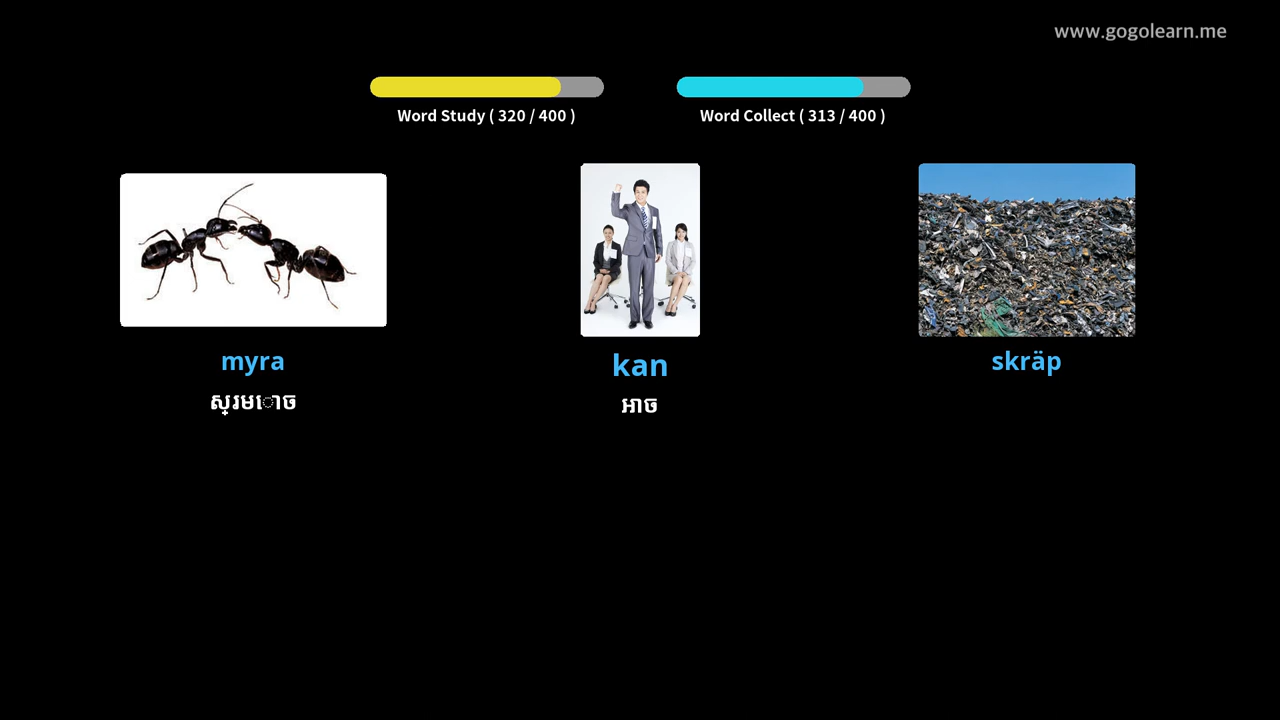 www.gogolearn.me
Word Study ( 320 / 400 )
Word Collect ( 313 / 400 )
myra
kan
skräp
ស្រមោច
អាច